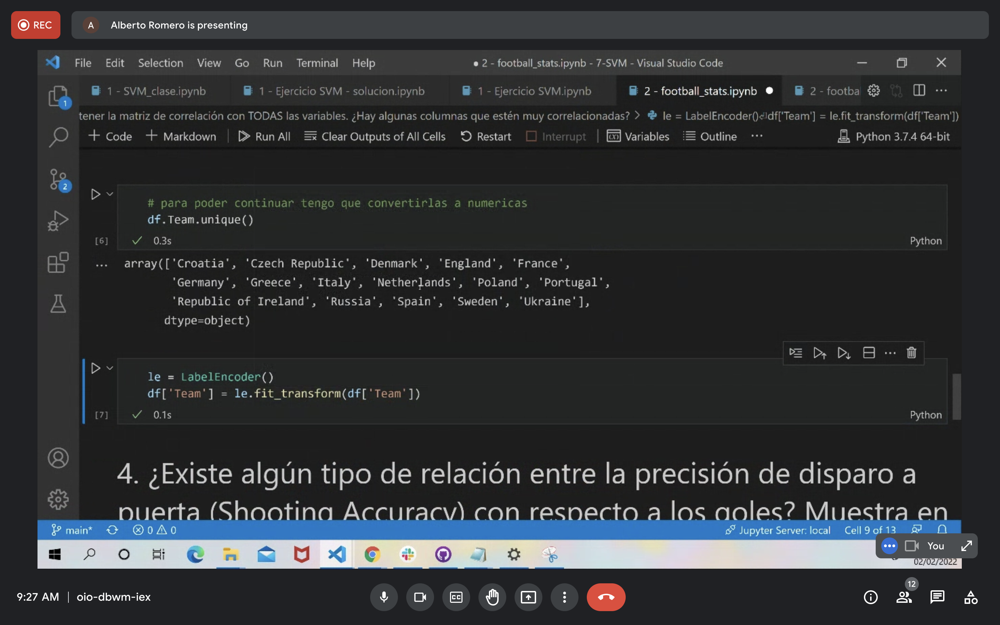 REC
A
Alberto Romero is presenting
File Edit Selection View Go Run Terminal Help
● 2 - football_stats.ipynb - 7-SVM - Visual Studio Code
1
1 - SVM_clase.ipynb
1 - Ejercicio SVM - solucion.ipynb
1 - Ejercicio SVM.ipynb
2 - football_stats.ipynb
2 - footba
tener la matriz de correlación con TODAS las variables. ¿Hay algunas columnas que estén muy correlacionadas? > le = LabelEncoder()⏎df['Team'] = le.fit_transform(df['Team'])
+ Code + Markdown | Run All Clear Outputs of All Cells Restart Interrupt | Variables Outline ··· Python 3.7.4 64-bit
2
# para poder continuar tengo que convertirlas a numericas
df.Team.unique()
[6] ✓ 0.3s Python
... array(['Croatia', 'Czech Republic', 'Denmark', 'England', 'France',
'Germany', 'Greece', 'Italy', 'Netherlands', 'Poland', 'Portugal',
'Republic of Ireland', 'Russia', 'Spain', 'Sweden', 'Ukraine'],
dtype=object)
le = LabelEncoder()
df['Team'] = le.fit_transform(df['Team'])
[7] ✓ 0.1s Python
4. ¿Existe algún tipo de relación entre la precisión de disparo a
puerta (Shooting Accuracy) con respecto a los goles? Muestra en
main* 0 0 Jupyter Server: local Cell 9 of 13
You
02/02/2022
9:27 AM | oio-dbwm-iex
CC
12